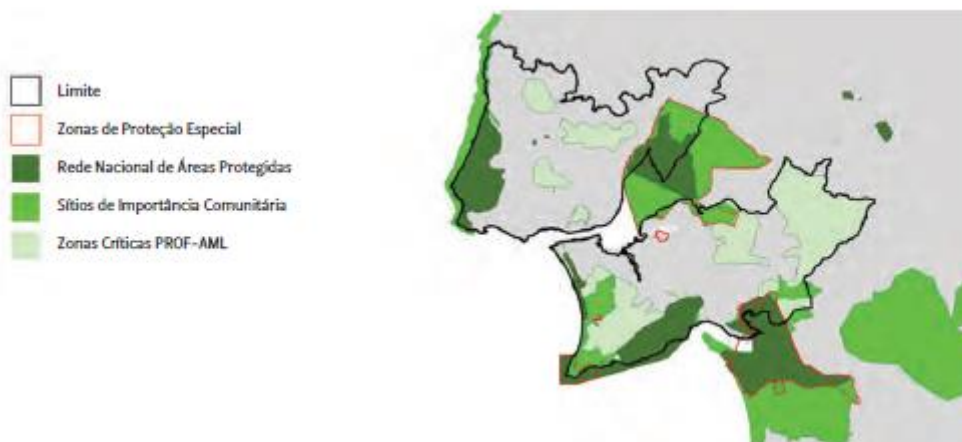 Limite
Zonas de Proteção Especial
Rede Nacional de Áreas Protegidas
Sítios de Importância Comunitária
Zonas Críticas PROF-AML